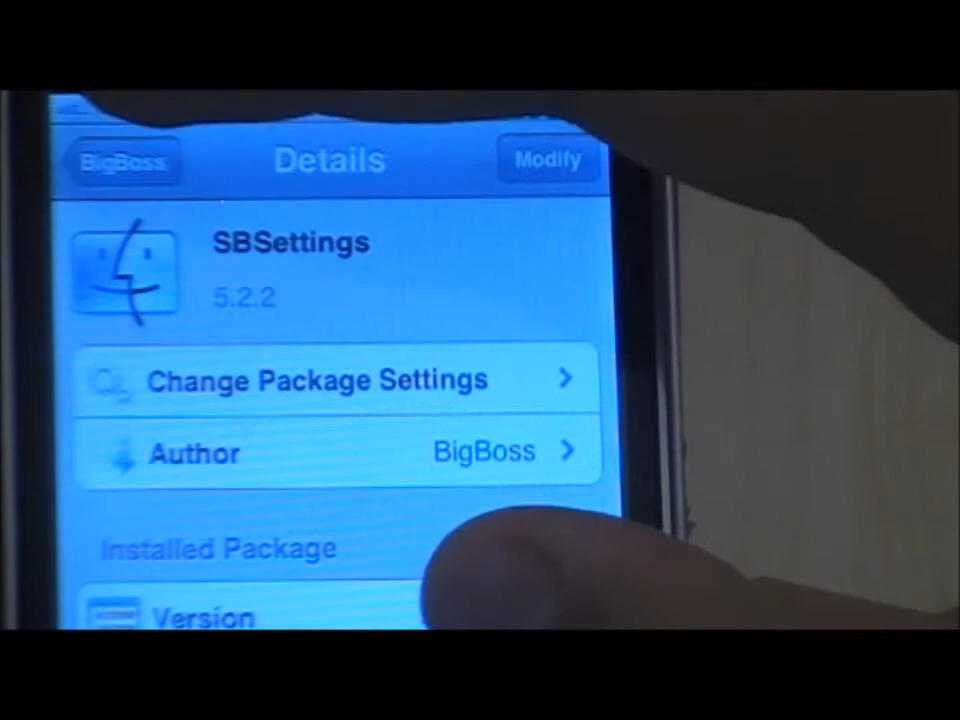 BigBoss Details Modify
SBSettings
5.2.2
Change Package Settings
Author BigBoss
Installed Package
Version